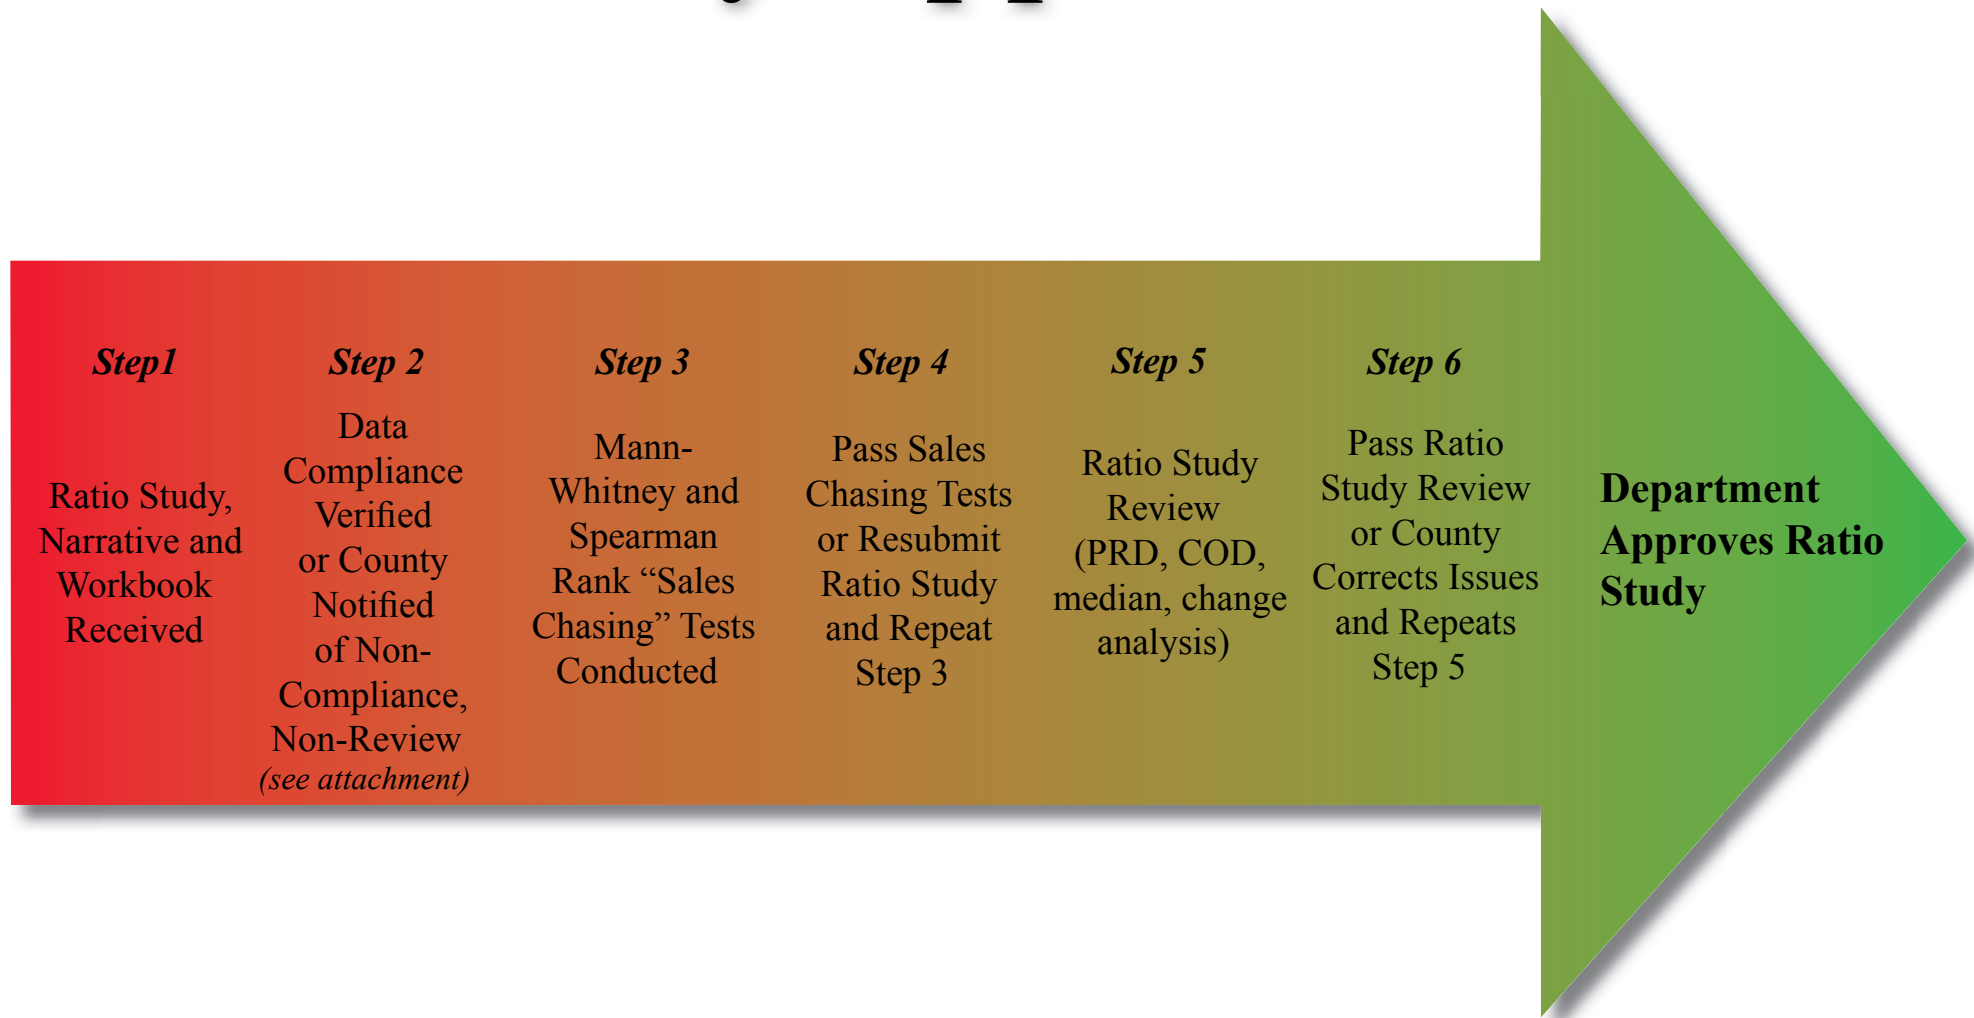 Step1
Ratio Study,
Narrative and
Workbook
Received
Step 2
Data
Compliance
Verified
or County
Notified
of Non-
Compliance,
Non-Review
(see attachment)
Step 3
Mann-
Whitney and
Spearman
Rank “Sales
Chasing” Tests
Conducted
Step 4
Pass Sales
Chasing Tests
or Resubmit
Ratio Study
and Repeat
Step 3
Step 5
Ratio Study
Review
(PRD, COD,
median, change
analysis)
Step 6
Pass Ratio
Study Review
or County
Corrects Issues
and Repeats
Step 5
Department
Approves Ratio
Study